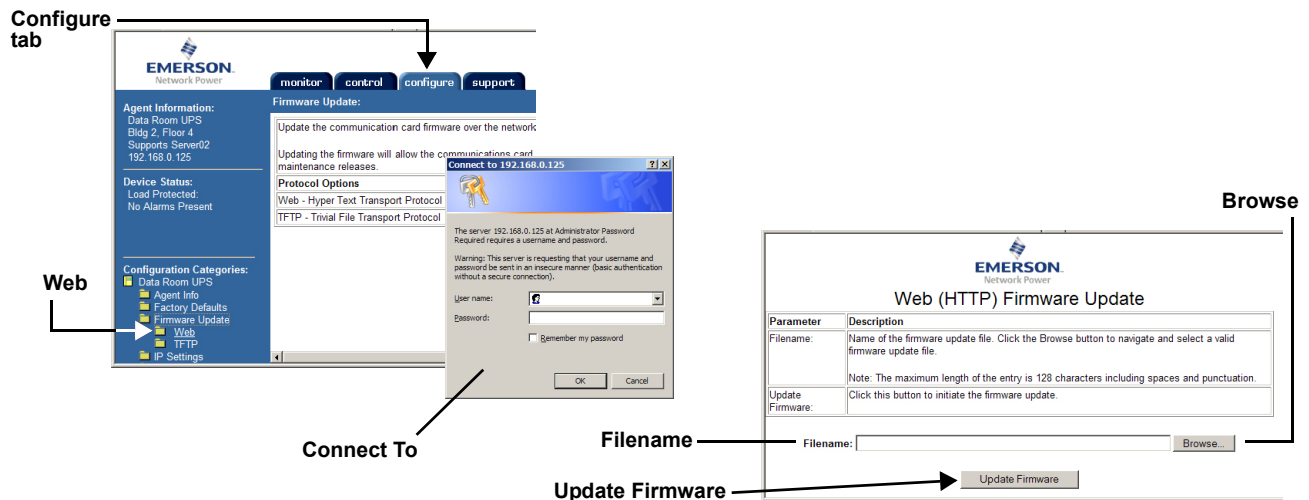 Configure
tab
EMERSON.
Network Power
monitor control configure support
Agent Information:
Data Room UPS
Bldg 2, Floor 4
Supports Server02
192.168.0.125
Device Status:
Load Protected:
No Alarms Present
Configuration Categories:
Data Room UPS
Agent Info
Factory Defaults
Firmware Update
Web
TFTP
IP Settings
Web
Firmware Update:
Update the communication card firmware over the network
Updating the firmware will allow the communications card
maintenance releases.
Protocol Options
Web - Hyper Text Transport Protocol
TFTP - Trivial File Transport Protocol
Connect to 192.168.0.125
The server 192.168.0.125 at Administrator Password
Required requires a username and password.
Warning: This server is requesting that your username and
password be sent in an insecure manner (basic authentication
without a secure connection).
User name:
Password:
Remember my password
OK Cancel
Connect To
Browse
EMERSON.
Network Power
Web (HTTP) Firmware Update
Parameter Description
Filename: Name of the firmware update file. Click the Browse button to navigate and select a valid
firmware update file.
Note: The maximum length of the entry is 128 characters including spaces and punctuation.
Update
Firmware:
Click this button to initiate the firmware update.
Filename
Filename: Browse...
Update Firmware
Update Firmware